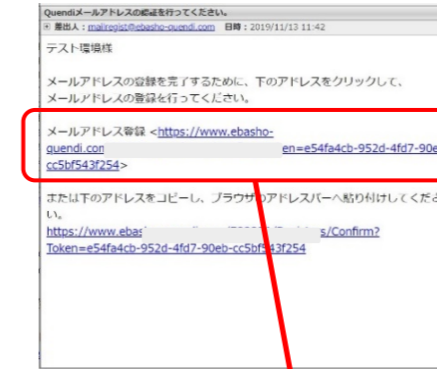 Quendiメールアドレスの認証を行ってください。
差出人：mailregist@ebasho-quendi.com 日時：2019/11/13 11:42
テスト環境様
メールアドレスの登録を完了するために、下のアドレスをクリックして、
メールアドレスの登録を行ってください。
メールアドレス登録 <https://www.ebasho-
quendi.con en=e54fa4cb-952d-4fd7-90e
cc5bf543f254>
または下のアドレスをコピーし、ブラウザのアドレスバーへ貼り付けしてくださ
い。
https://www.ebas s/Confirm?
Token=e54fa4cb-952d-4fd7-90eb-cc5bf543f254